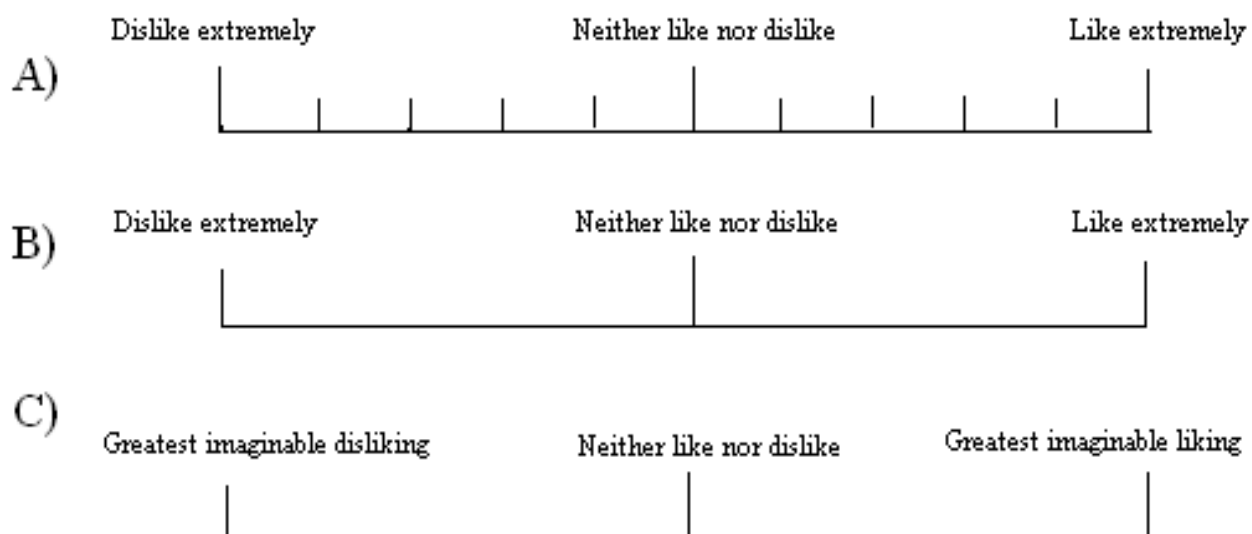 Dislike extremely Neither like nor dislike Like extremely
A)
Dislike extremely Neither like nor dislike Like extremely
B)
C)
Greatest imaginable disliking Neither like nor dislike Greatest imaginable liking